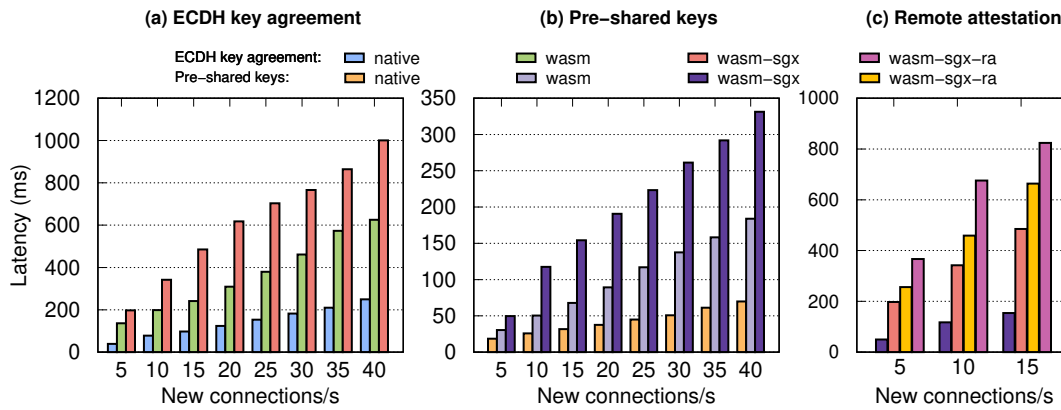 (a) ECDH key agreement (b) Pre-shared keys (c) Remote attestation
ECDH key agreement: native wasm wasm-sgx wasm-sgx-ra
Pre-shared keys: native wasm wasm-sgx wasm-sgx-ra
Latency (ms)
1200
1000
800
600
400
200
0
5 10 15 20 25 30 35 40
New connections/s
350
300
250
200
150
100
50
0
5 10 15 20 25 30 35 40
New connections/s
1000
800
600
400
200
0
5 10 15
New connections/s